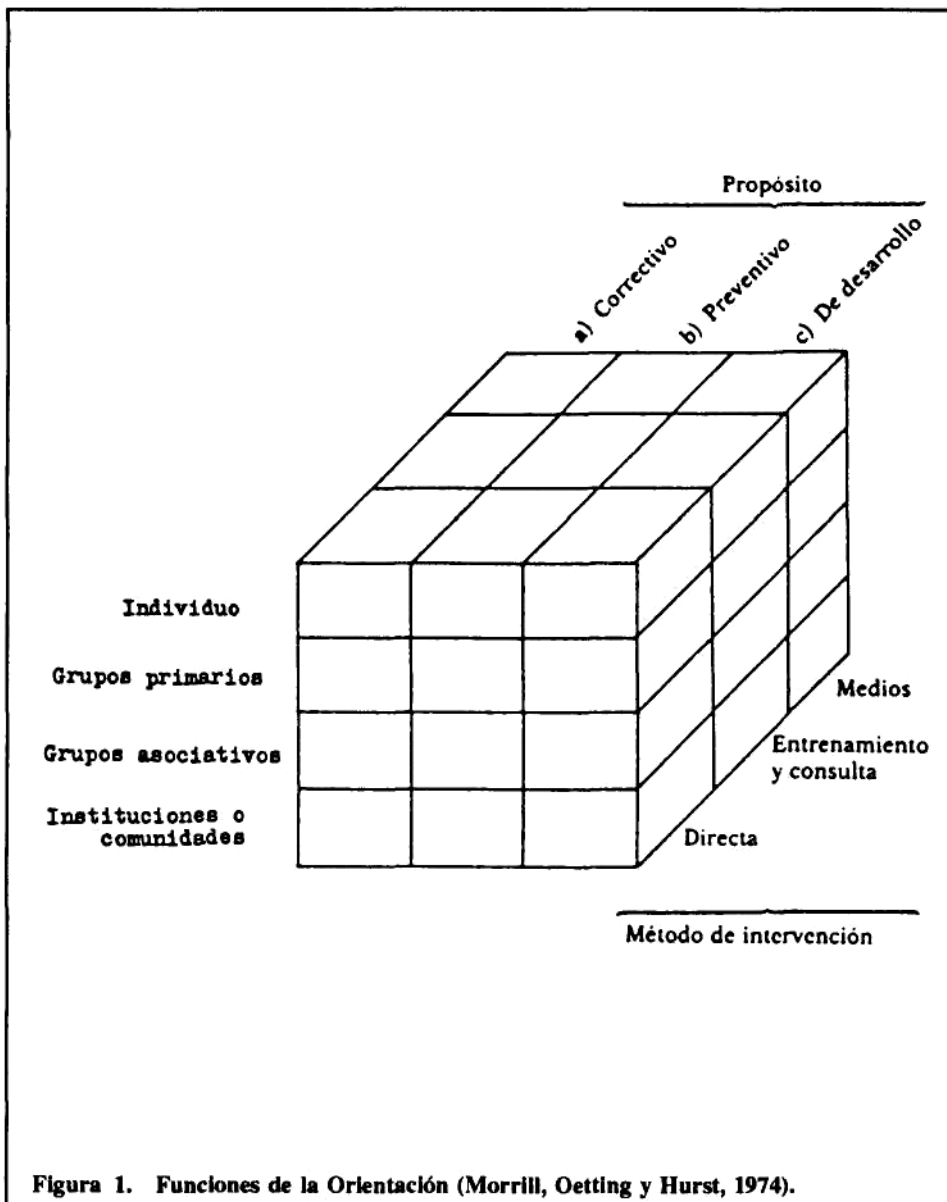 Propósito
a) Correctivo
b) Preventivo
c) De desarrollo
Individuo
Grupos primarios
Grupos asociativos
Instituciones o
comunidades
Medios
Entrenamiento
y consulta
Directa
Método de intervención
Figura 1. Funciones de la Orientación (Morrill, Oetting y Hurst, 1974).